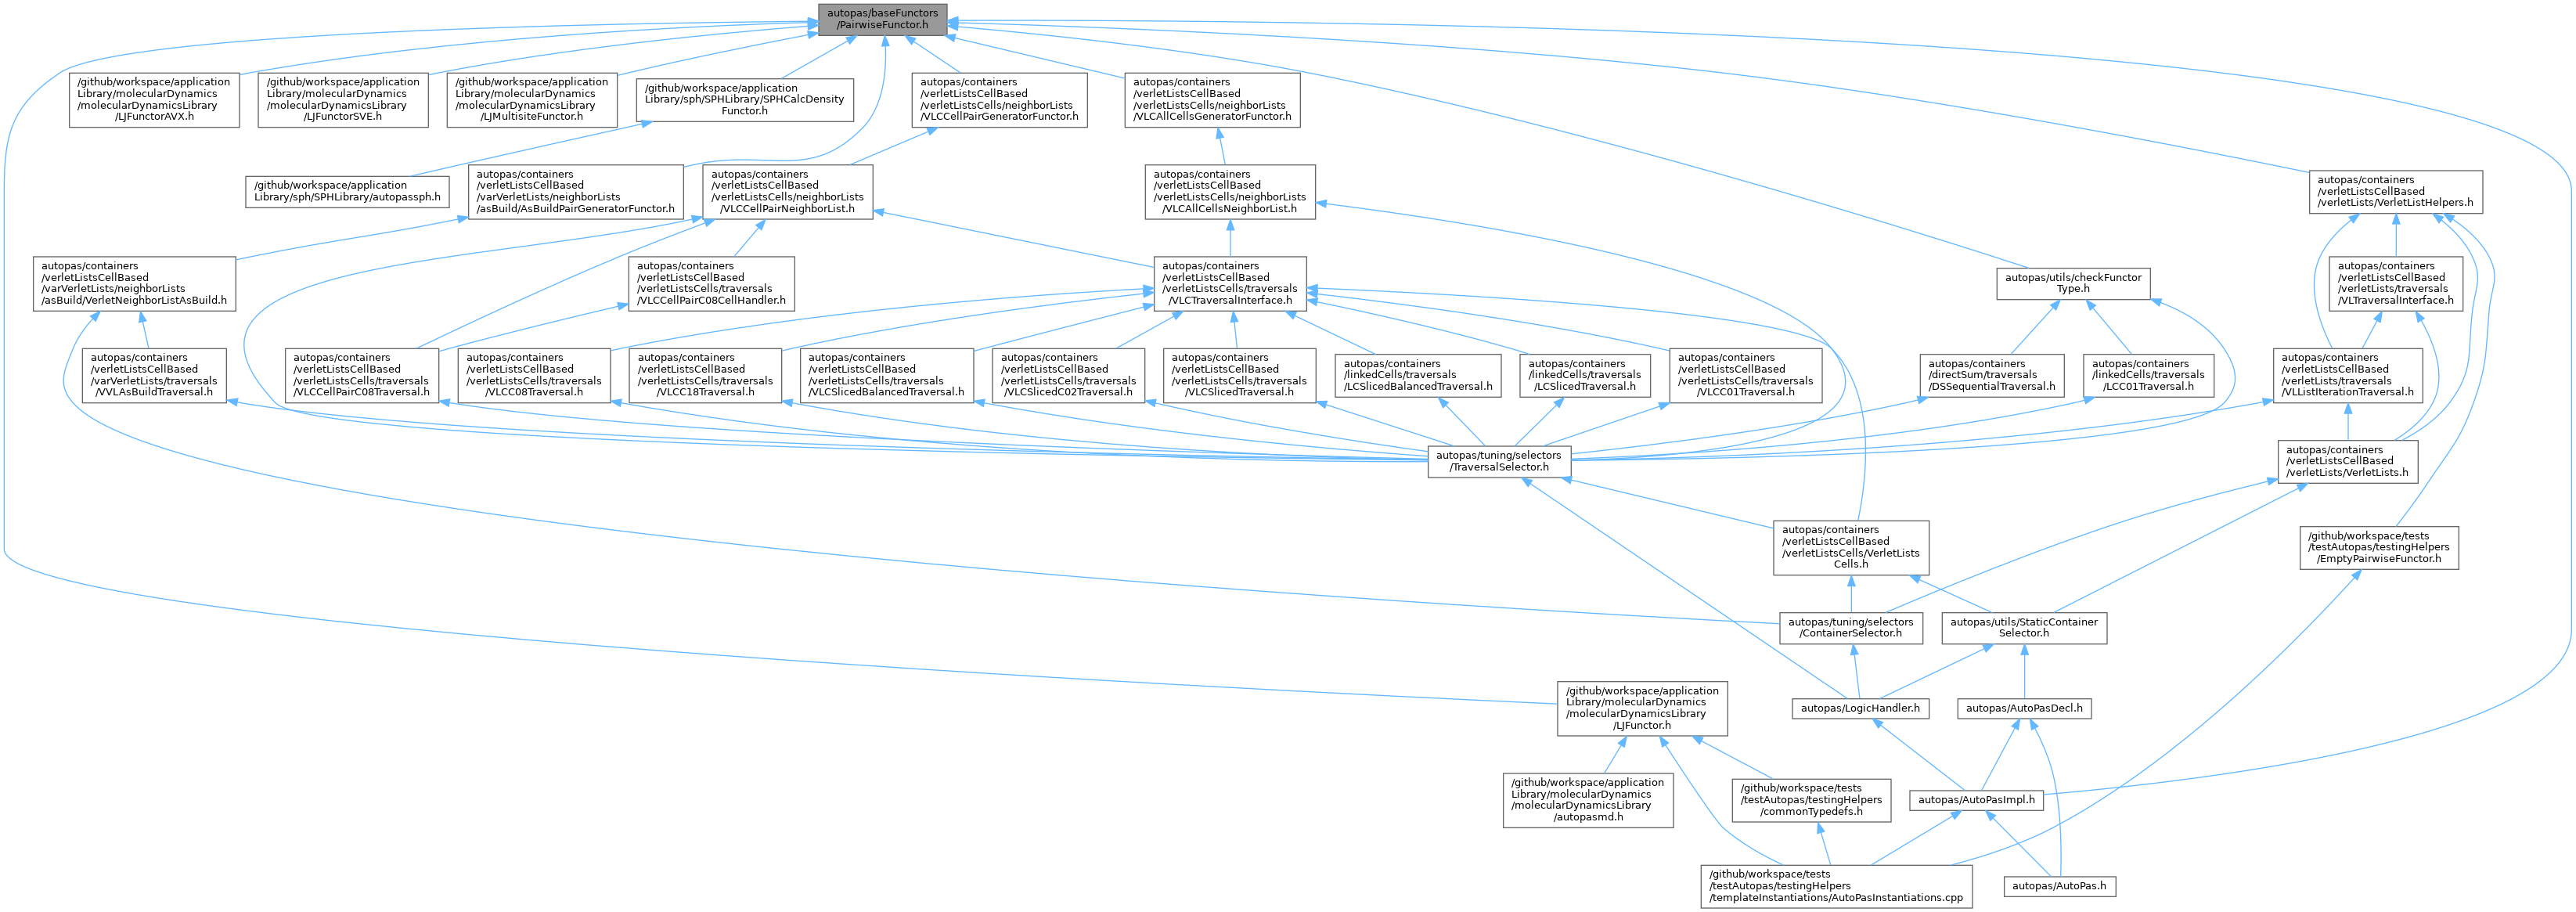 autopas/baseFunctors
/PairwiseFunctor.h
/github/workspace/application
Library/molecularDynamics
/molecularDynamicsLibrary
/LJFunctorAVX.h
/github/workspace/application
Library/molecularDynamics
/molecularDynamicsLibrary
/LJFunctorSVE.h
/github/workspace/application
Library/molecularDynamics
/molecularDynamicsLibrary
/LJMultisiteFunctor.h
/github/workspace/application
Library/sph/SPHLibrary/SPHCalcDensity
Functor.h
autopas/containers
/verletListsCellBased
/verletListsCells/neighborLists
/VLCCellPairGeneratorFunctor.h
autopas/containers
/verletListsCellBased
/verletListsCells/neighborLists
/VLCAllCellsGeneratorFunctor.h
/github/workspace/application
Library/sph/SPHLibrary/autopassph.h
autopas/containers
/verletListsCellBased
/varVerletLists/neighborLists
/asBuild/AsBuildPairGeneratorFunctor.h
autopas/containers
/verletListsCellBased
/verletListsCells/neighborLists
/VLCCellPairNeighborList.h
autopas/containers
/verletListsCellBased
/verletListsCells/neighborLists
/VLCAllCellsNeighborList.h
autopas/containers
/verletListsCellBased
/verletLists/VerletListHelpers.h
autopas/containers
/verletListsCellBased
/varVerletLists/neighborLists
/asBuild/VerletNeighborListAsBuild.h
autopas/containers
/verletListsCellBased
/verletListsCells/traversals
/VLCCellPairC08CellHandler.h
autopas/containers
/verletListsCellBased
/verletListsCells/traversals
/VLCTraversalInterface.h
autopas/utils/checkFunctor
Type.h
autopas/containers
/verletListsCellBased
/verletLists/traversals
/VLTraversalInterface.h
autopas/containers
/verletListsCellBased
/varVerletLists/traversals
/VVLAsBuildTraversal.h
autopas/containers
/verletListsCellBased
/verletListsCells/traversals
/VLCCellPairC08Traversal.h
autopas/containers
/verletListsCellBased
/verletListsCells/traversals
/VLCC08Traversal.h
autopas/containers
/verletListsCellBased
/verletListsCells/traversals
/VLCC18Traversal.h
autopas/containers
/verletListsCellBased
/verletListsCells/traversals
/VLCSlicedBalancedTraversal.h
autopas/containers
/verletListsCellBased
/verletListsCells/traversals
/VLCSlicedC02Traversal.h
autopas/containers
/verletListsCellBased
/verletListsCells/traversals
/VLCSlicedTraversal.h
autopas/containers
/linkedCells/traversals
/LCSlicedBalancedTraversal.h
autopas/containers
/linkedCells/traversals
/LCSlicedTraversal.h
autopas/containers
/verletListsCellBased
/verletListsCells/traversals
/VLCC01Traversal.h
autopas/containers
/directSum/traversals
/DSSequentialTraversal.h
autopas/containers
/linkedCells/traversals
/LCC01Traversal.h
autopas/containers
/verletListsCellBased
/verletLists/traversals
/VLListIterationTraversal.h
autopas/tuning/selectors
/TraversalSelector.h
autopas/containers
/verletListsCellBased
/verletLists/VerletLists.h
autopas/containers
/verletListsCellBased
/verletListsCells/VerletLists
Cells.h
/github/workspace/tests
/testAutopas/testingHelpers
/EmptyPairwiseFunctor.h
autopas/tuning/selectors
/ContainerSelector.h
autopas/utils/StaticContainer
Selector.h
/github/workspace/application
Library/molecularDynamics
/molecularDynamicsLibrary
/LJFunctor.h
autopas/LogicHandler.h
autopas/AutoPasDecl.h
/github/workspace/application
Library/molecularDynamics
/molecularDynamicsLibrary
/autopasmd.h
/github/workspace/tests
/testAutopas/testingHelpers
/commonTypedefs.h
autopas/AutoPasImpl.h
/github/workspace/tests
/testAutopas/testingHelpers
/templateInstantiations/AutoPasInstantiations.cpp
autopas/AutoPas.h